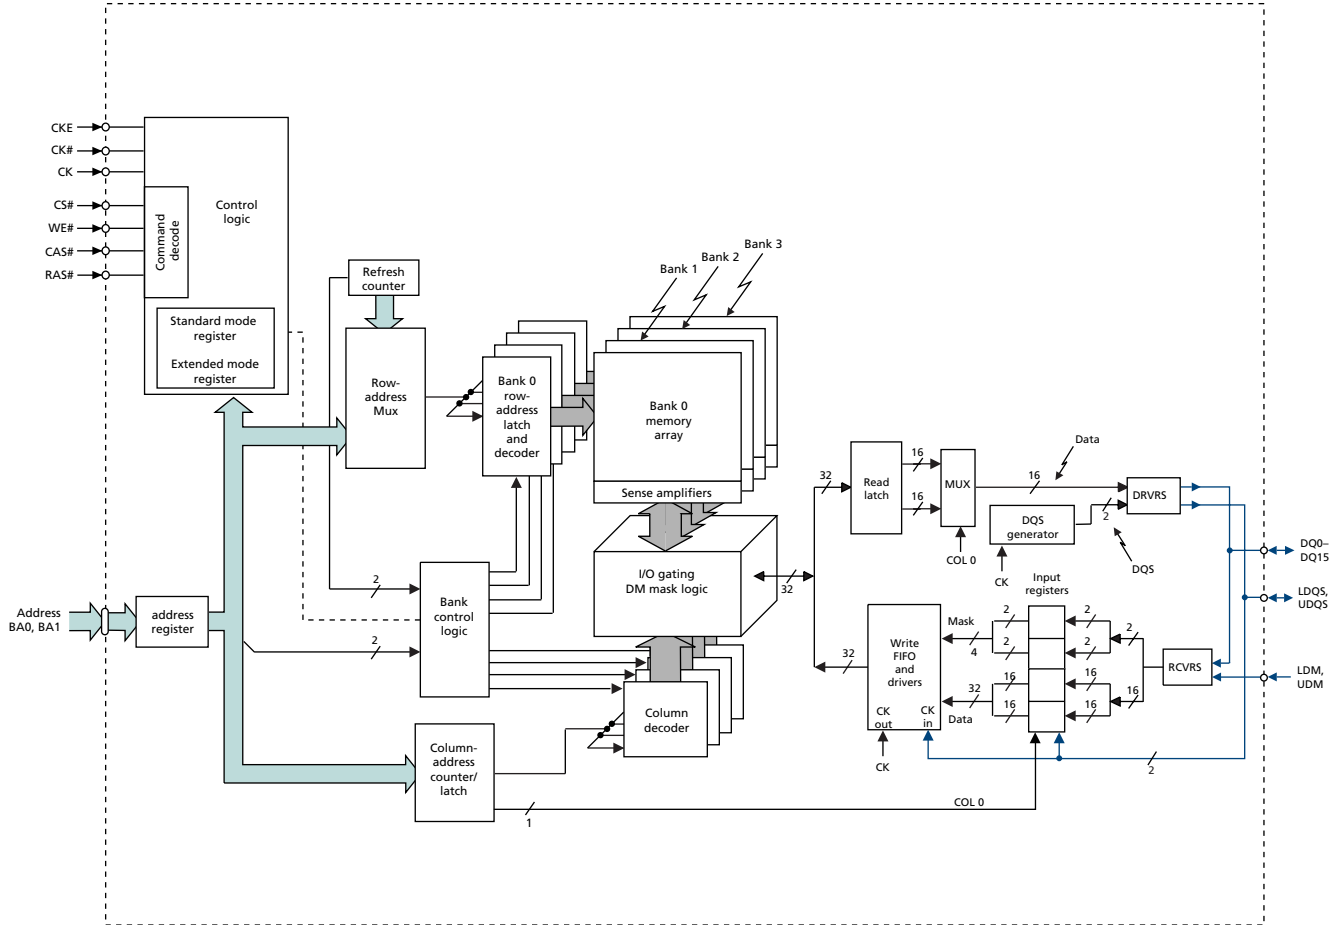 CKE
CK#
CK
CS#
WE#
CAS#
RAS#
Command
decode
Control
logic
Standard mode
register
Extended mode
register
Refresh
counter
Row-
address
Mux
Bank 0
row-
address
latch
and
decoder
Bank 1
Bank 2
Bank 3
Bank 0
memory
array
Sense amplifiers
I/O gating
DM mask logic
32
32
16
16
Read
latch
MUX
COL 0
16
Data
DQS
generator
CK
2
DQS
DRVRS
DQ0–
DQ15
LDQS,
UDQS
LDM,
UDM
Address
BA0, BA1
address
register
2
2
Bank
control
logic
Column-
address
counter/
latch
Column
decoder
1
COL 0
32
Write
FIFO
and
drivers
CK
out
CK
in
CK
Mask
4
32
Data
2
2
16
16
Input
registers
2
2
16
16
2
16
RCVRS
2